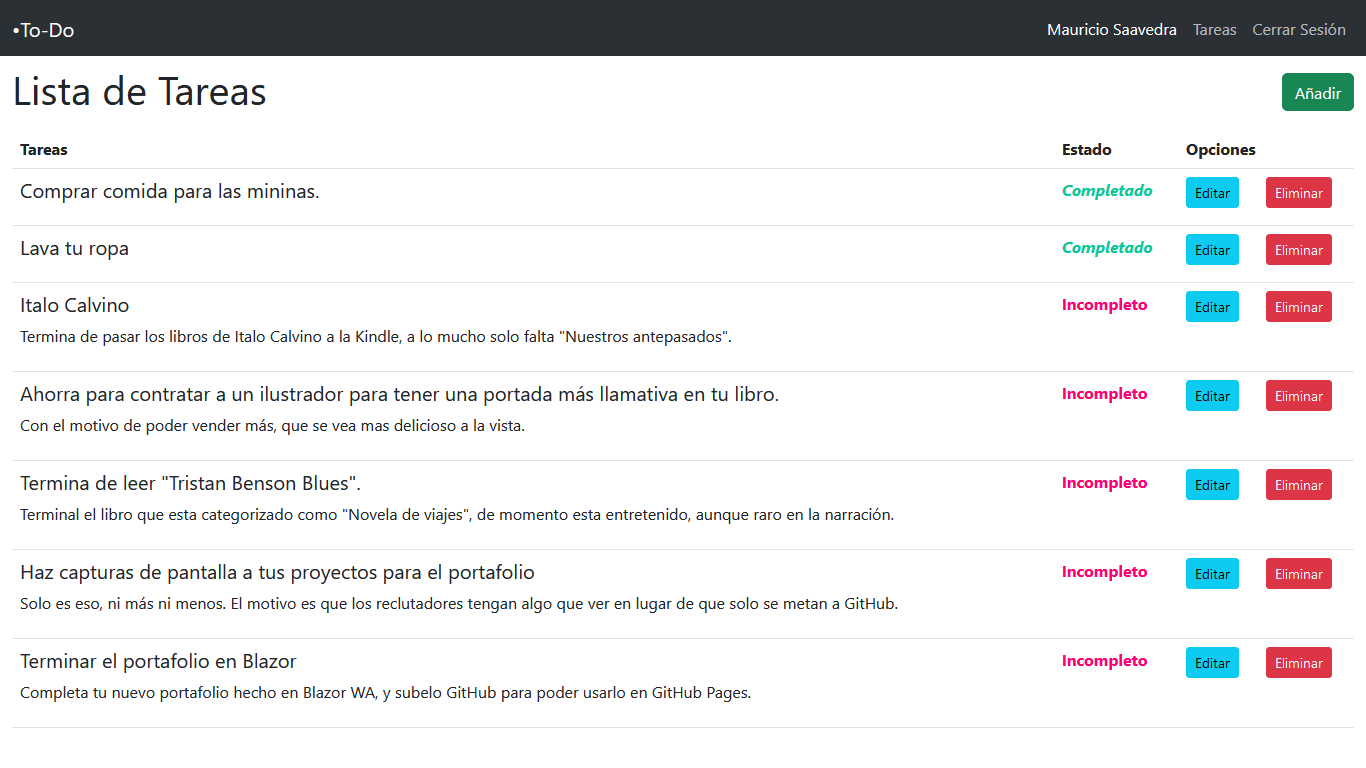 •To-Do Mauricio Saavedra Tareas Cerrar Sesión
Lista de Tareas Añadir
Tareas Estado Opciones
Comprar comida para las mininas. Completado Editar Eliminar
Lava tu ropa Completado Editar Eliminar
Italo Calvino Incompleto Editar Eliminar
Termina de pasar los libros de Italo Calvino a la Kindle, a lo mucho solo falta "Nuestros antepasados".
Ahorra para contratar a un ilustrador para tener una portada más llamativa en tu libro. Incompleto Editar Eliminar
Con el motivo de poder vender más, que se vea mas delicioso a la vista.
Termina de leer "Tristan Benson Blues". Incompleto Editar Eliminar
Terminal el libro que esta categorizado como "Novela de viajes", de momento esta entretenido, aunque raro en la narración.
Haz capturas de pantalla a tus proyectos para el portafolio Incompleto Editar Eliminar
Solo es eso, ni más ni menos. El motivo es que los reclutadores tengan algo que ver en lugar de que solo se metan a GitHub.
Terminar el portafolio en Blazor Incompleto Editar Eliminar
Completa tu nuevo portafolio hecho en Blazor WA, y subelo GitHub para poder usarlo en GitHub Pages.